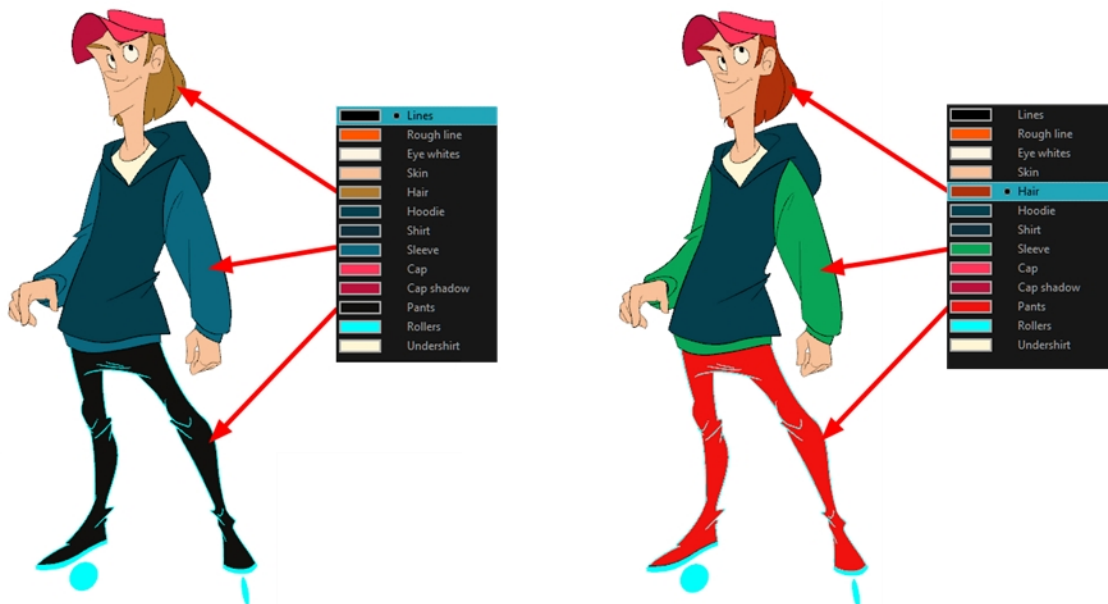 Lines
Rough line
Eye whites
Skin
Hair
Hoodie
Shirt
Sleeve
Cap
Cap shadow
Pants
Rollers
Undershirt
Lines
Rough line
Eye whites
Skin
Hair
Hoodie
Shirt
Sleeve
Cap
Cap shadow
Pants
Rollers
Undershirt